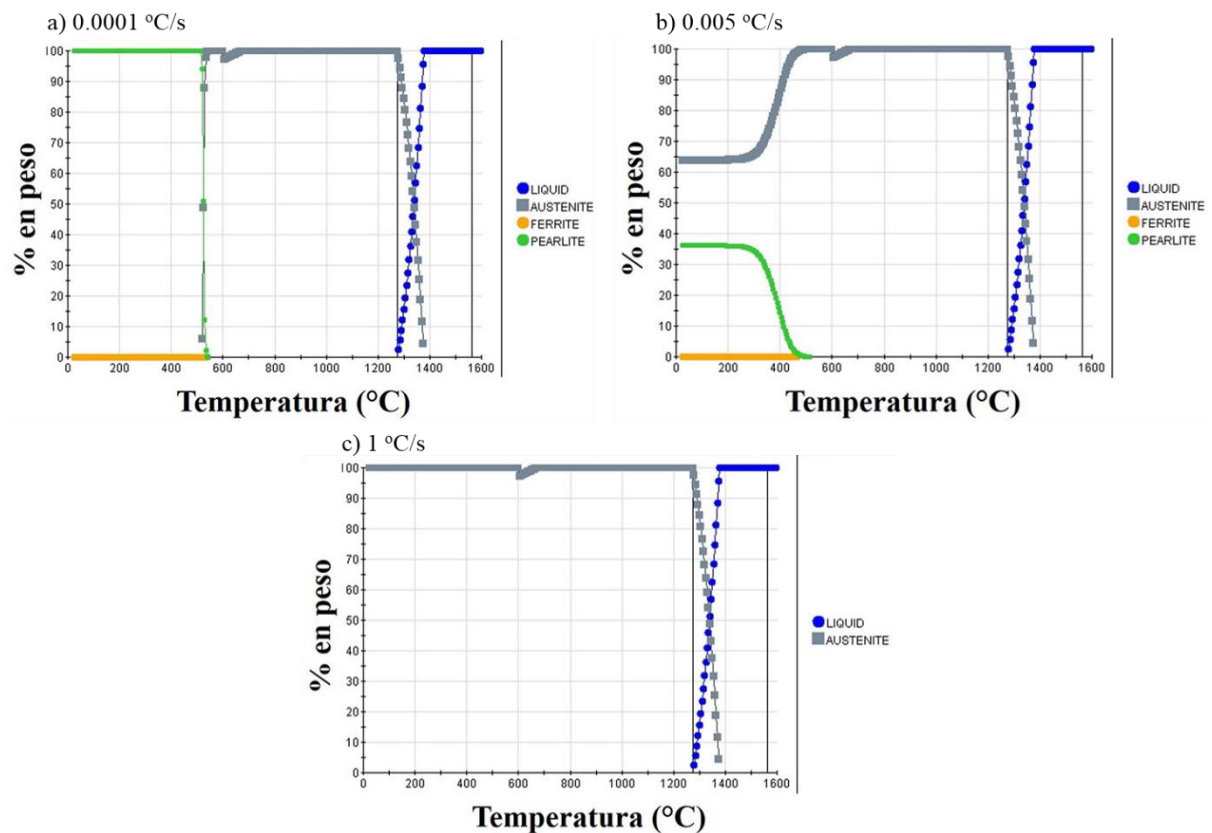 a) 0.0001 ºC/s
100
90
80
70
60
50
40
30
20
10
0
% en peso
0 200 400 600 800 1000 1200 1400 1600
Temperatura (°C)
LIQUID
AUSTENITE
FERRITE
PEARLITE
b) 0.005 ºC/s
100
90
80
70
60
50
40
30
20
10
0
% en peso
0 200 400 600 800 1000 1200 1400 1600
Temperatura (°C)
LIQUID
AUSTENITE
FERRITE
PEARLITE
c) 1 ºC/s
100
90
80
70
60
50
40
30
20
10
0
% en peso
0 200 400 600 800 1000 1200 1400 1600
Temperatura (°C)
LIQUID
AUSTENITE